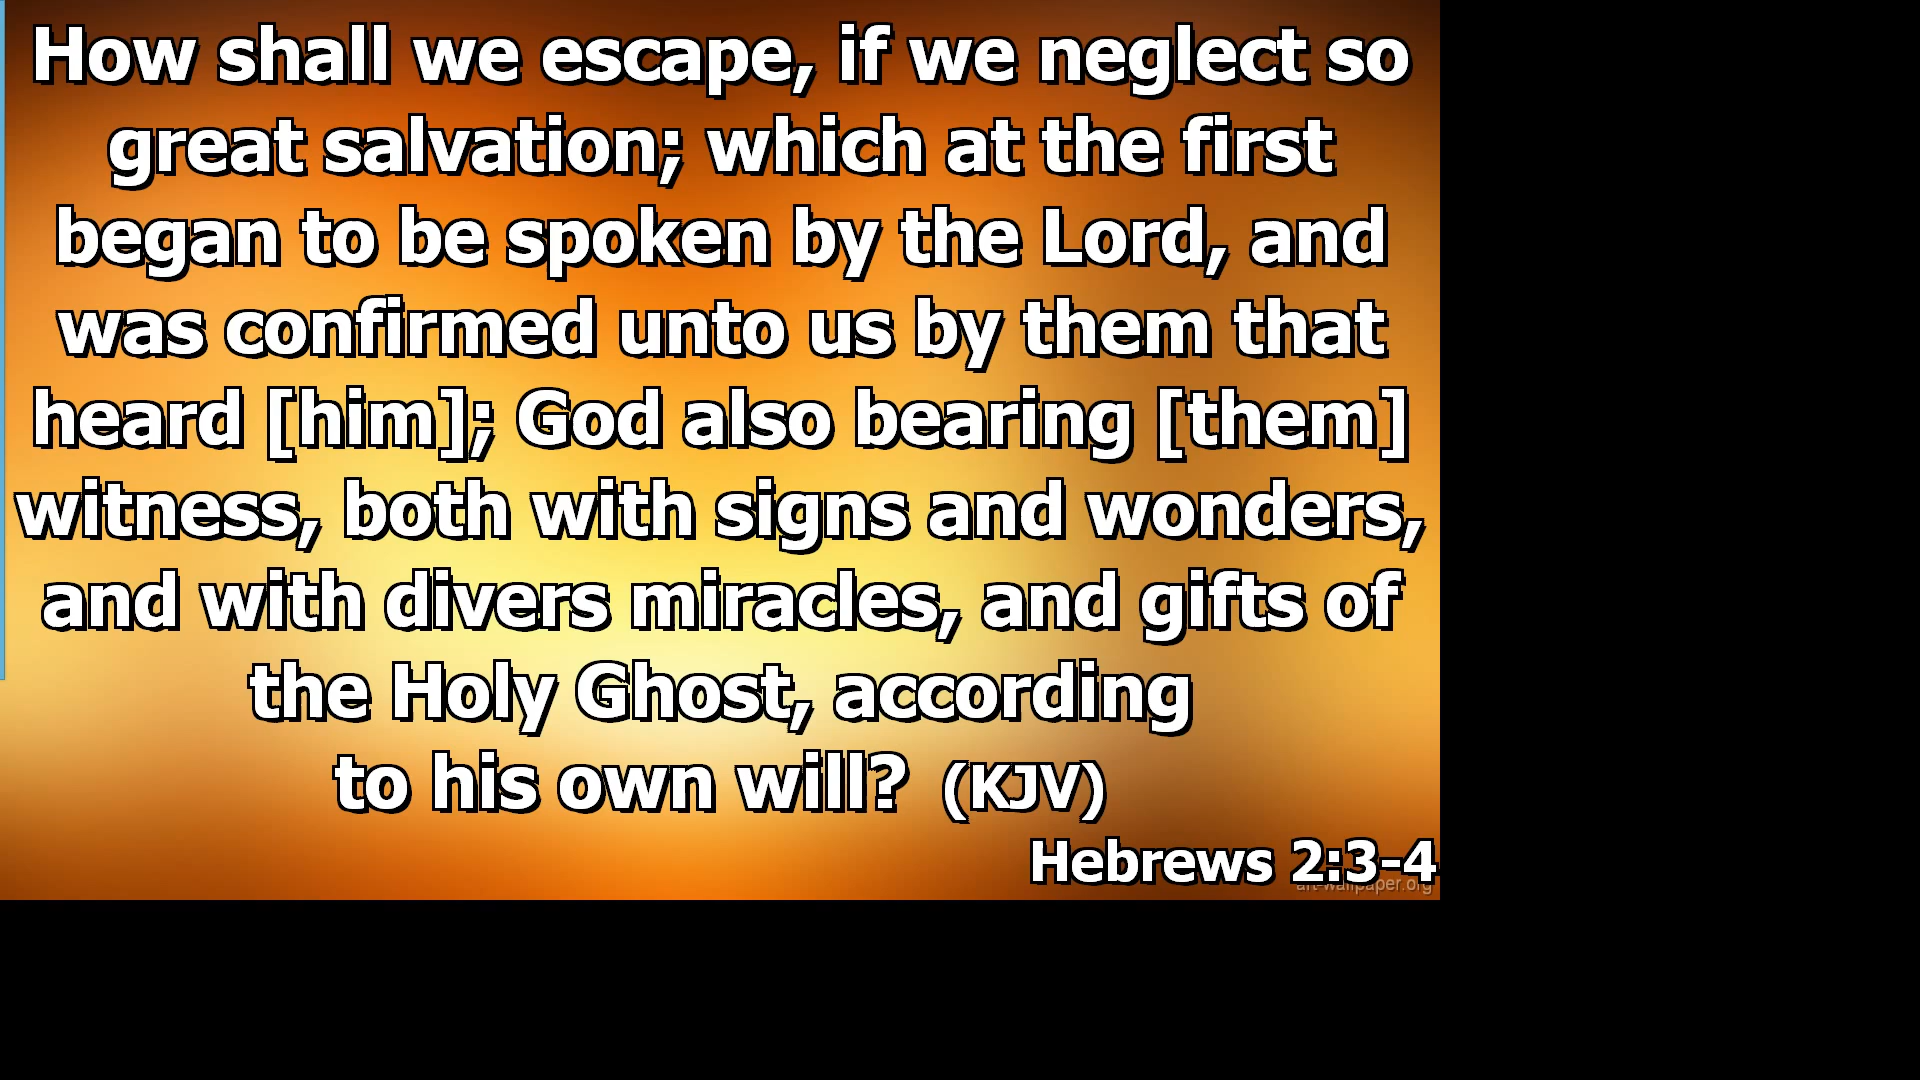 How shall we escape, if we neglect so
great salvation; which at the first
began to be spoken by the Lord, and
was confirmed unto us by them that
heard [him]; God also bearing [them]
witness, both with signs and wonders,
and with divers miracles, and gifts of
the Holy Ghost, according
to his own will? (KJV)
Hebrews 2:3-4
art-wallpaper.org